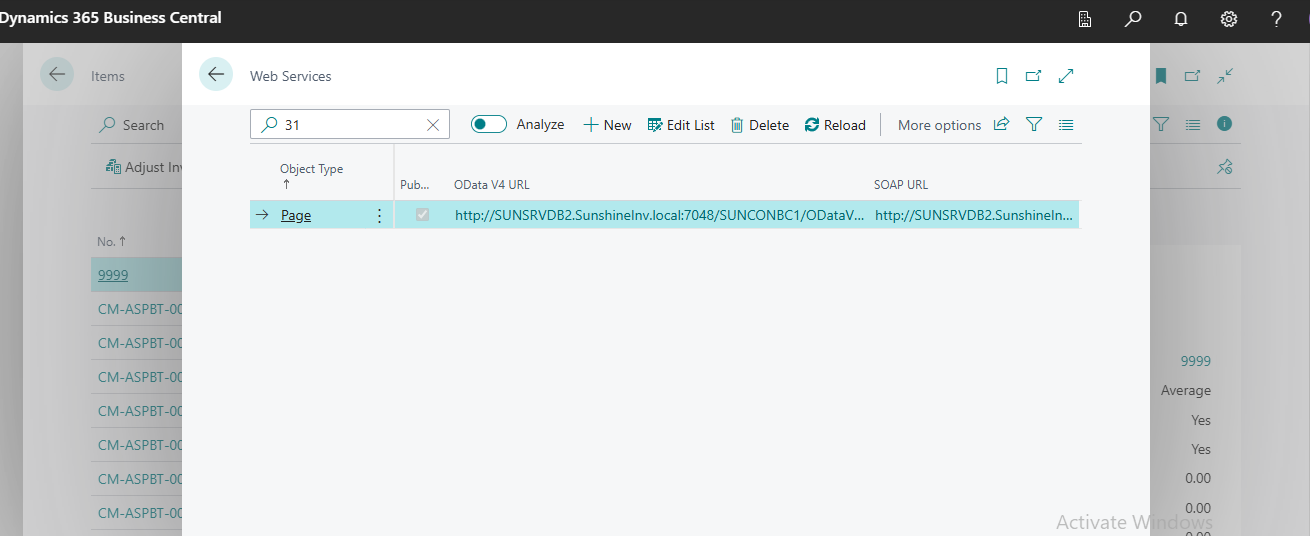 Dynamics 365 Business Central
Items
Web Services
Search
31
Analyze
New
Edit List
Delete
Reload
More options
Adjust Inv
Object Type
Pub...
OData V4 URL
SOAP URL
Page
http://SUNSRVDB2.SunshineInv.local:7048/SUNCONBC1/ODataV...
http://SUNSRVDB2.SunshineIn...
No.
9999
CM-ASPBT-00
CM-ASPBT-00
CM-ASPBT-00
CM-ASPBT-00
CM-ASPBT-00
CM-ASPBT-00
CM-ASPBT-00
9999
Average
Yes
Yes
0.00
0.00
0.00
Activate Windows